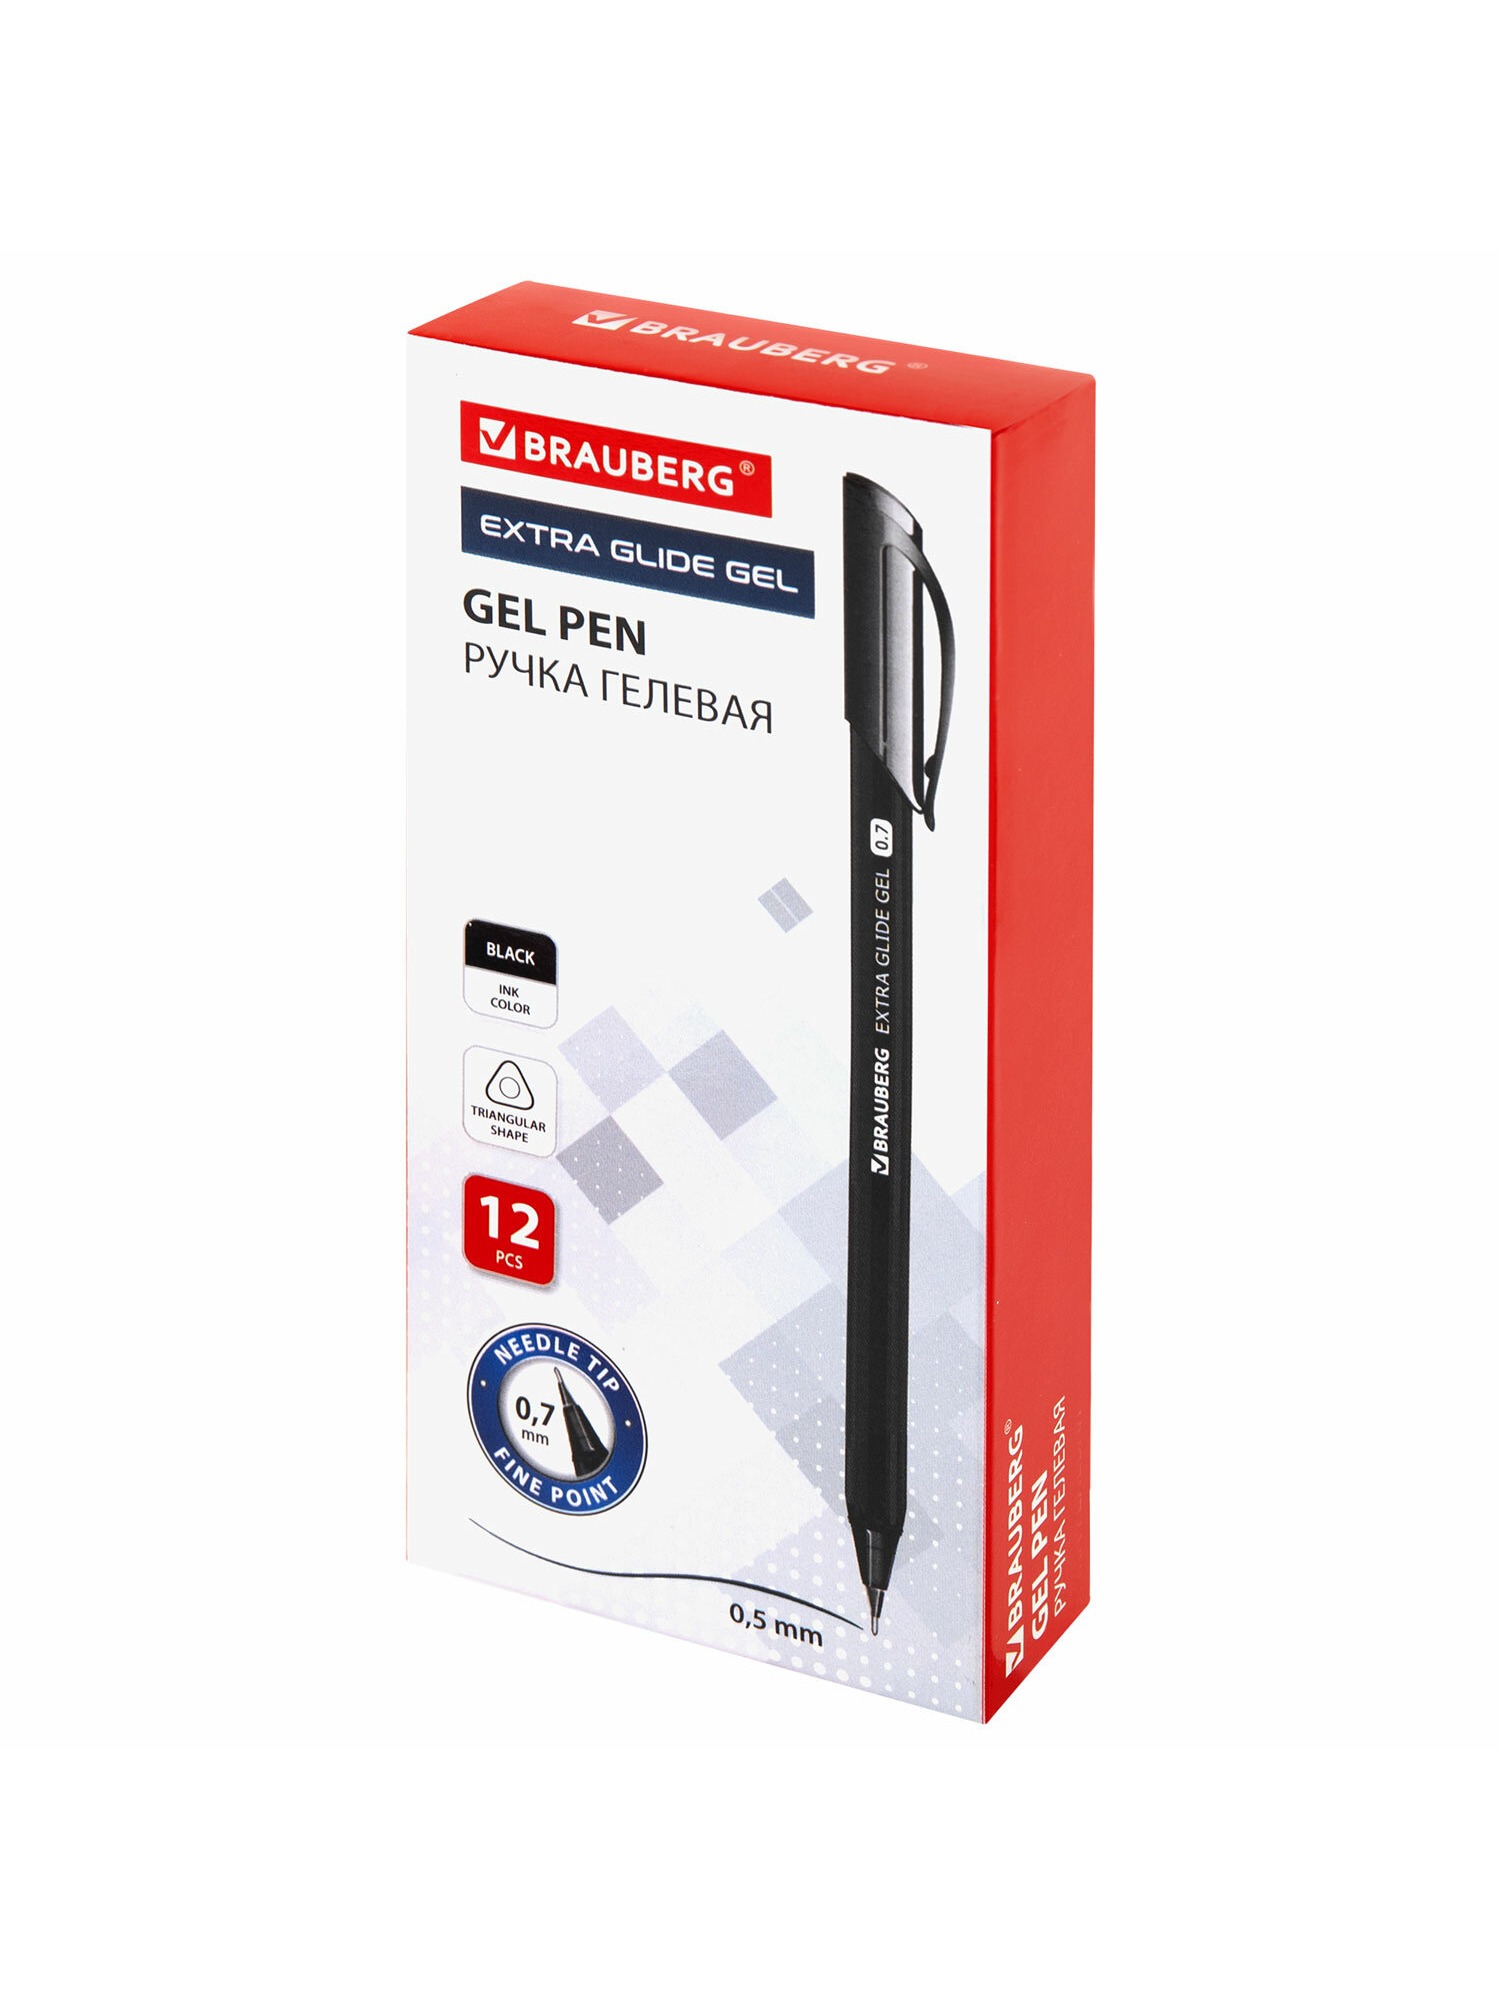 BRAUBERG ®
BRAUBERG®
EXTRA GLIDE GEL
GEL PEN
РУЧКА ГЕЛЕВАЯ
BLACK
INK
COLOR
TRIANGULAR
SHAPE
12
PCS
NEEDLE TIP
0,7
mm
FINE POINT
0,5 mm
BRAUBERG EXTRA GLIDE GEL 0.7
BRAUBERG®
GEL PEN
РУЧКА ГЕЛЕВАЯ